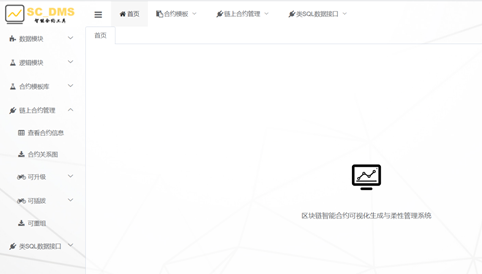 SC_DMS
智能合约工具
首页
合约模板
链上合约管理
类SQL数据接口
首页
数据模块
逻辑模块
合约模板库
链上合约管理
查看合约信息
合约关系图
可升级
可插拔
可重组
类SQL数据接口
区块链智能合约可视化生成与柔性管理系统